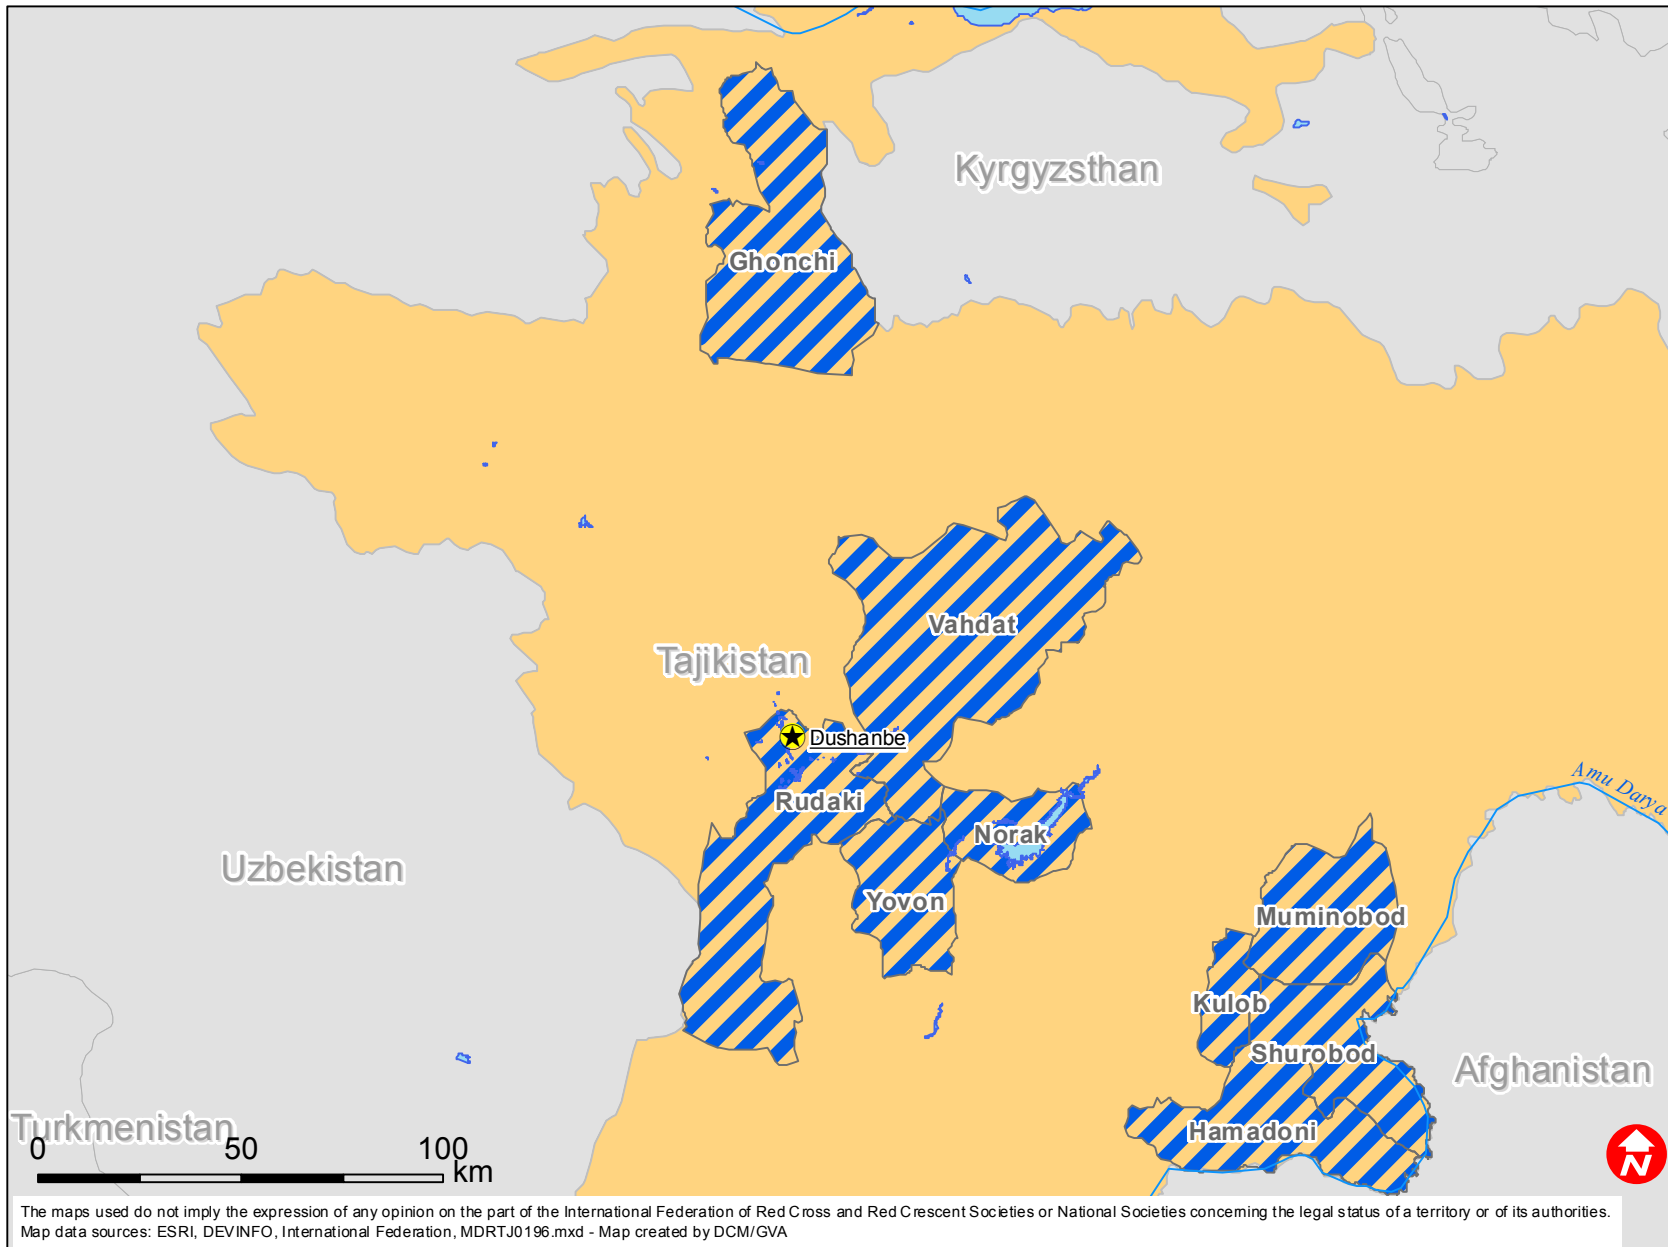 Kyrgyzsthan
Ghonchi
Vahdat
Tajikistan
Dushanbe
Amu Darya
Rudaki
Norak
Uzbekistan
Yovon
Muminobod
Kulob
Shurobod
Afghanistan
Turkmenistan
Hamadoni
0 50 100
km
N
The maps used do not imply the expression of any opinion on the part of the International Federation of Red Cross and Red Crescent Societies or National Societies concerning the legal status of a territory or of its authorities.
Map data sources: ESRI, DEVINFO, International Federation, MDRTJ0196.mxd - Map created by DCM/GVA